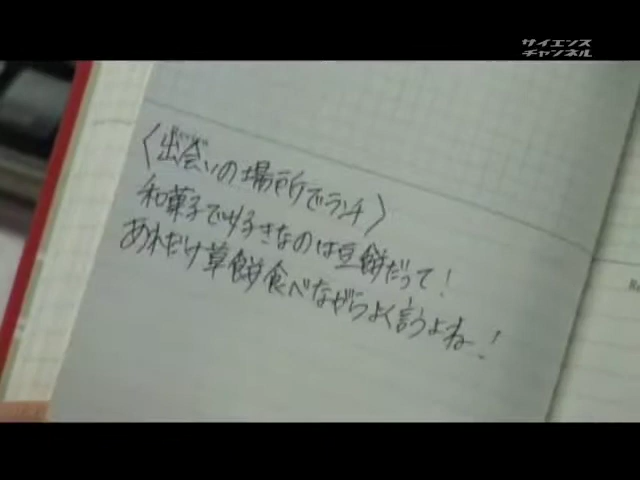 サイエンス
チャンネル
〈出会いの場所でランチ〉
和菓子で好きなのは豆餅だって!
あれだけ草餅食べながらよく言うよねー!